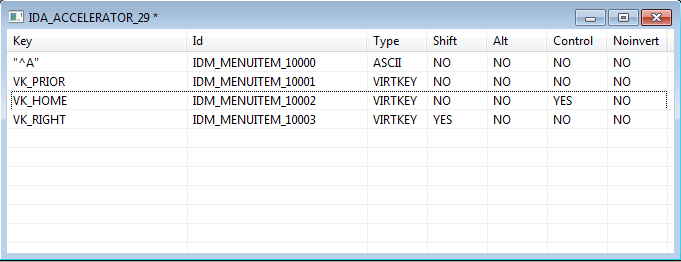 IDA_ACCELERATOR_29 *
Key Id Type Shift Alt Control Noinvert
"^A" IDM_MENUITEM_10000 ASCII NO NO NO NO
VK_PRIOR IDM_MENUITEM_10001 VIRTKEY NO NO NO NO
VK_HOME IDM_MENUITEM_10002 VIRTKEY NO NO YES NO
VK_RIGHT IDM_MENUITEM_10003 VIRTKEY YES NO NO NO